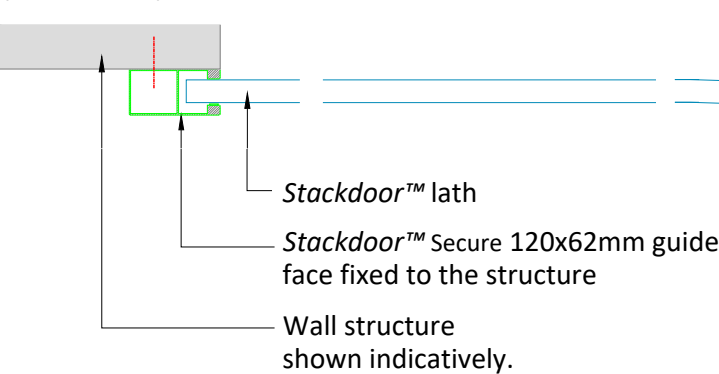 Stackdoor™ lath
Stackdoor™ Secure 120x62mm guide
face fixed to the structure
Wall structure
shown indicatively.